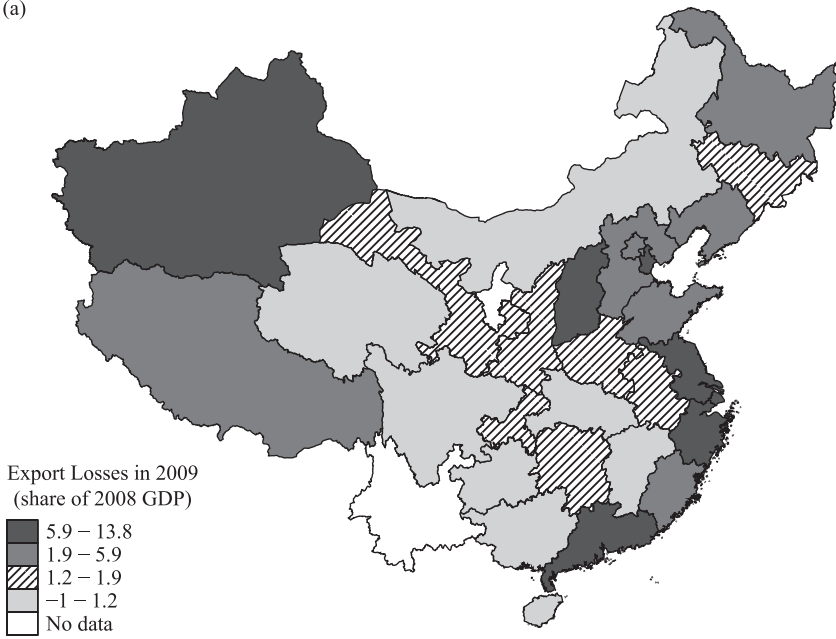 (a)
Export Losses in 2009
(share of 2008 GDP)
5.9 – 13.8
1.9 – 5.9
1.2 – 1.9
–1 – 1.2
No data